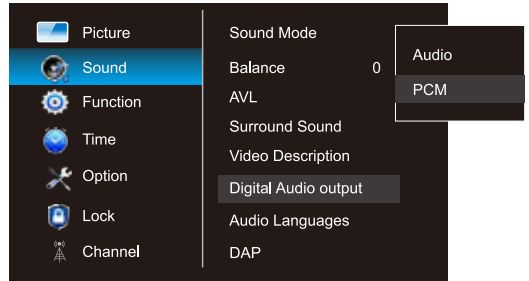 Picture
Sound
Function
Time
Option
Lock
Channel
Sound Mode
Balance 0
AVL
Surround Sound
Video Description
Digital Audio output
Audio Languages
DAP
Audio
PCM